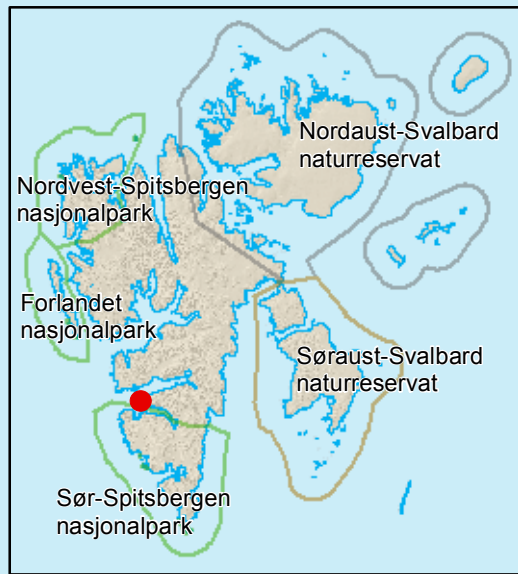 Nordaust-Svalbard
naturreservat
Nordvest-Spitsbergen
nasjonalpark
Forlandet
nasjonalpark
Søraust-Svalbard
naturreservat
Sør-Spitsbergen
nasjonalpark